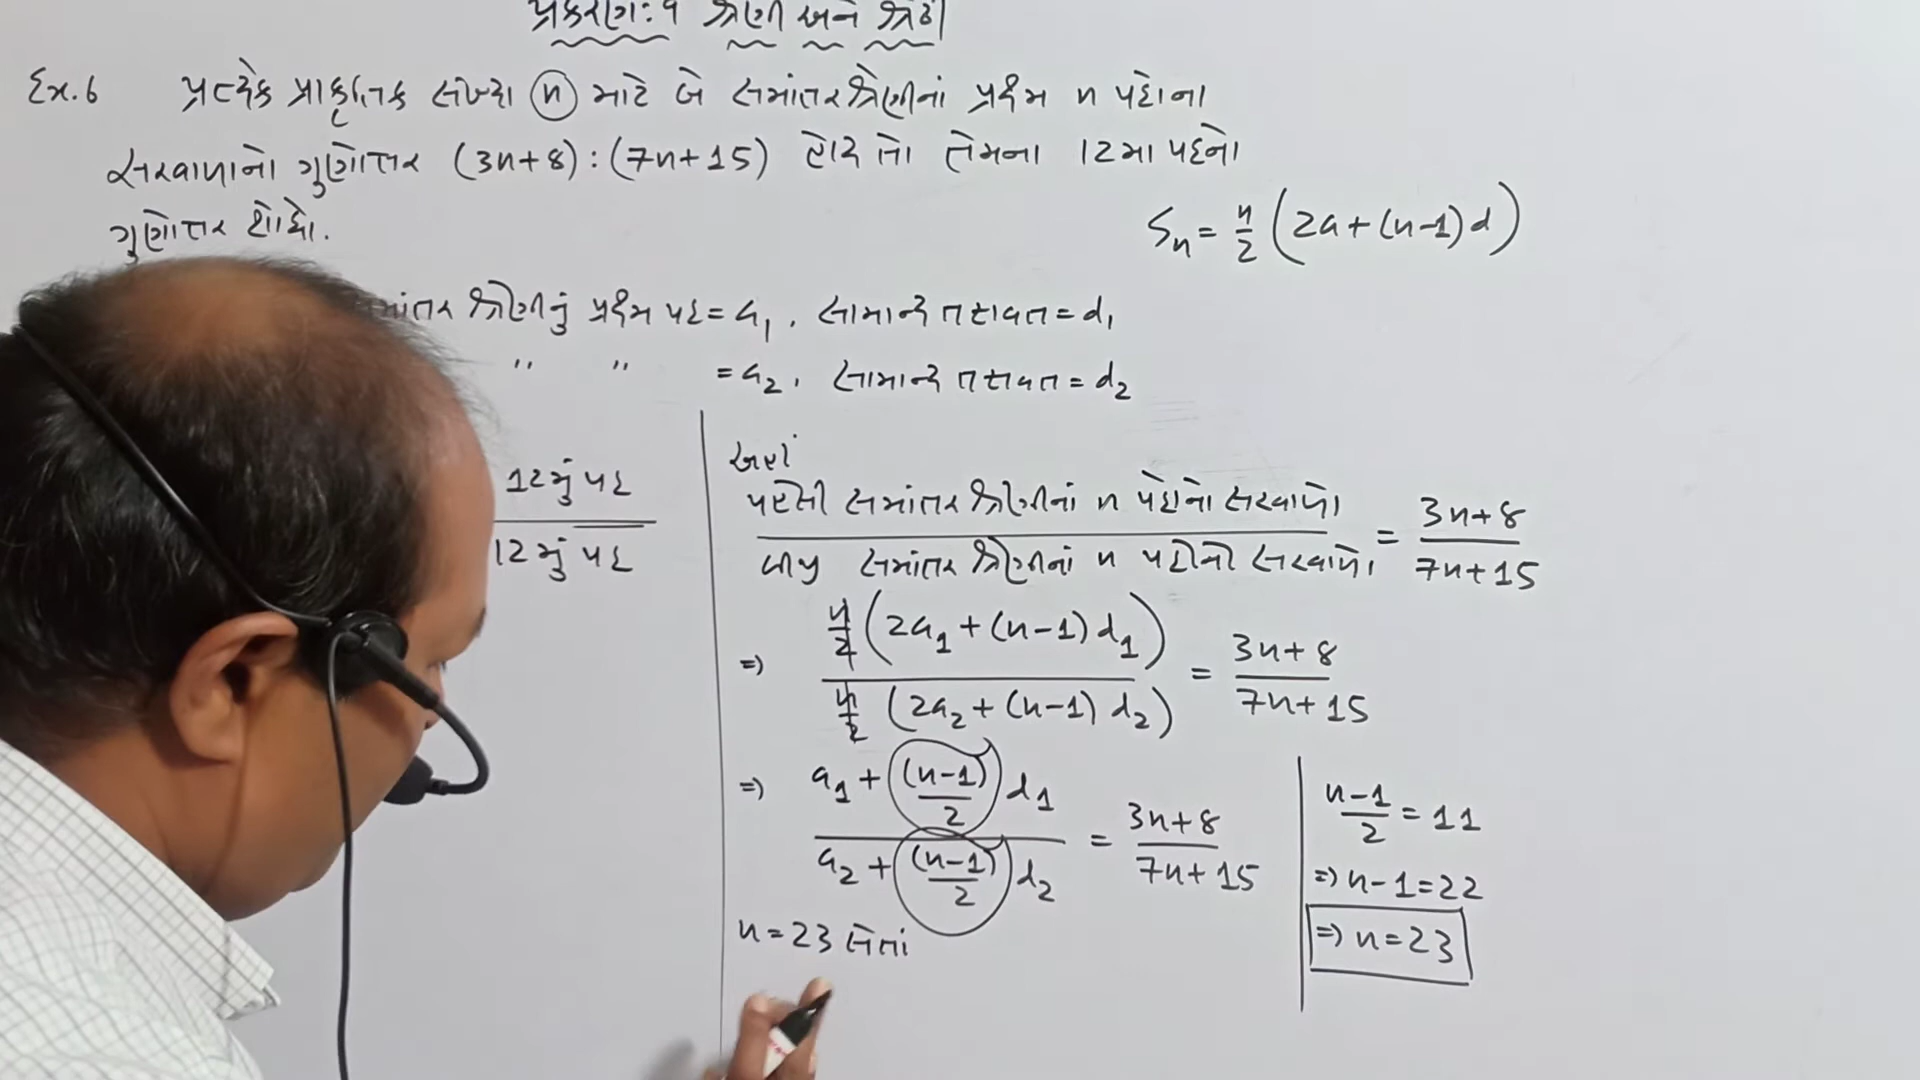 પ્રકરણ : 9 શ્રેણી અને શ્રેઢી
Ex.6 પ્રત્યેક પ્રાકૃતિક સંખ્યા n માટે બે સમાંતર શ્રેણીનાં પ્રથમ n પદોના
સરવાળાનો ગુણોત્તર (3n+8) : (7n+15) હોય તો તેમના 12મા પદનો
ગુણોત્તર શોધો.
Sn = n/2 (2a + (n-1)d)
શ્રેણીનું પ્રથમ પદ = a₁ , સામાન્ય તફાવત = d₁
" " = a₂ , સામાન્ય તફાવત = d₂
12મું પદ
12મું પદ
અહીં
પહેલી સમાંતર શ્રેણીનાં n પદોનો સરવાળો / બીજી સમાંતર શ્રેણીનાં n પદોનો સરવાળો = (3n+8)/(7n+15)
=> n/2 (2a₁ + (n-1) d₁) / n/2 (2a₂ + (n-1) d₂) = (3n+8)/(7n+15)
=> (a₁ + (n-1)/2 d₁) / (a₂ + (n-1)/2 d₂) = (3n+8)/(7n+15)
n = 23 લેતાં
(n-1)/2 = 11
=> n-1 = 22
=> n = 23